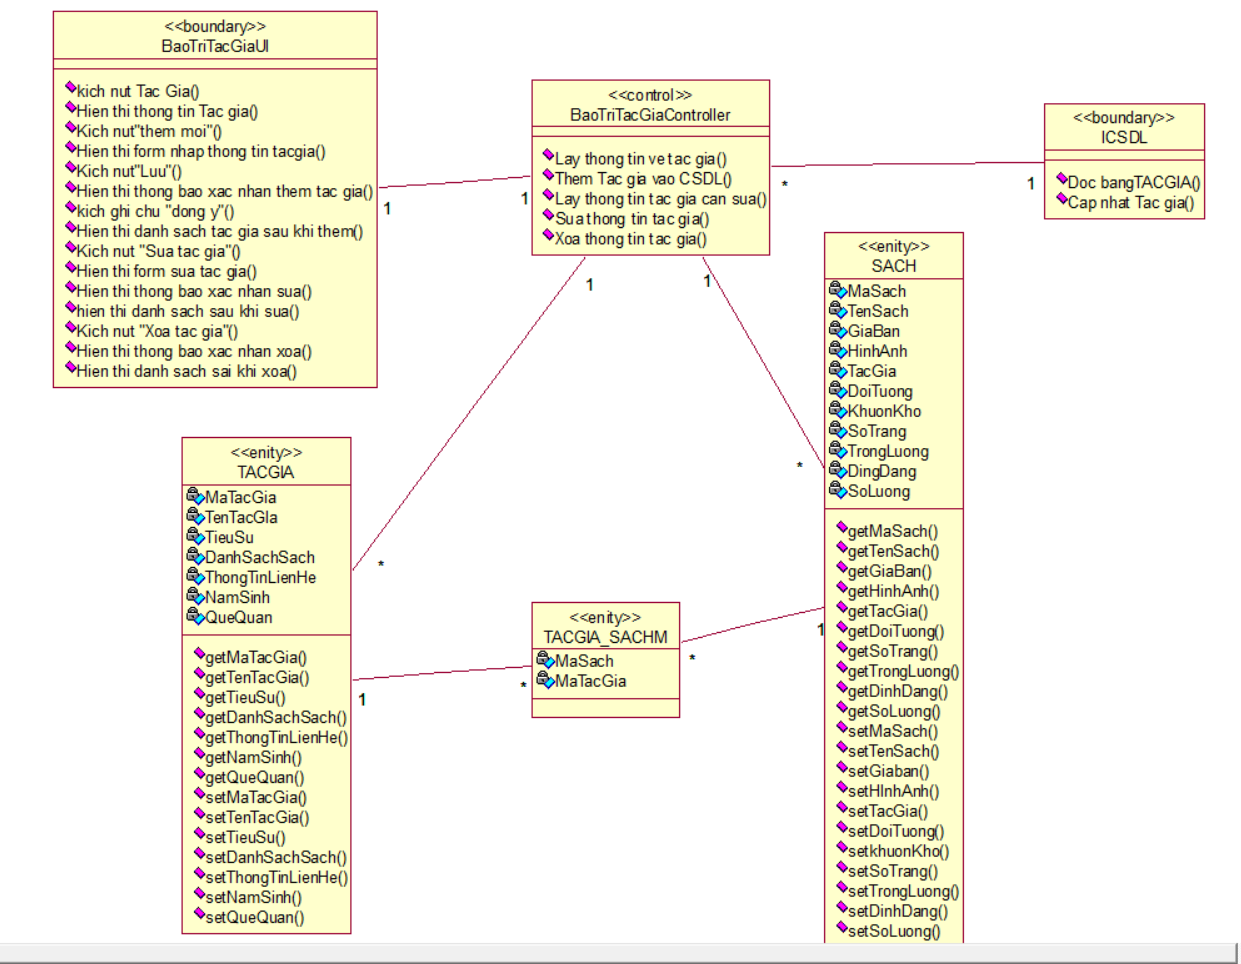 <<boundary>>
BaoTriTacGiaUI
kich nut Tac Gia()
Hien thi thong tin Tac gia()
Kich nut"them moi"()
Hien thi form nhap thong tin tacgia()
Kich nut"Luu"()
Hien thi thong bao xac nhan them tac gia()
kich ghi chu "dong y"()
Hien thi danh sach tac gia sau khi them()
Kich nut "Sua tac gia"()
Hien thi form sua tac gia()
Hien thi thong bao xac nhan sua()
hien thi danh sach sau khi sua()
Kich nut "Xoa tac gia"()
Hien thi thong bao xac nhan xoa()
Hien thi danh sach sai khi xoa()
1
1
<<control>>
BaoTriTacGiaController
Lay thong tin ve tac gia()
Them Tac gia vao CSDL()
Lay thong tin tac gia can sua()
Sua thong tin tac gia()
Xoa thong tin tac gia()
*
1
<<boundary>>
ICSDL
Doc bangTACGIA()
Cap nhat Tac gia()
1
*
1
*
<<enity>>
SACH
MaSach
TenSach
GiaBan
HinhAnh
TacGia
DoiTuong
KhuonKho
SoTrang
TrongLuong
DingDang
SoLuong
getMaSach()
getTenSach()
getGiaBan()
getHinhAnh()
getTacGia()
getDoiTuong()
getSoTrang()
getTrongLuong()
getDinhDang()
getSoLuong()
setMaSach()
setTenSach()
setGiaban()
setHInhAnh()
setTacGia()
setDoiTuong()
setkhuonKho()
setSoTrang()
setTrongLuong()
setDinhDang()
setSoLuong()
<<enity>>
TACGIA
MaTacGia
TenTacGIa
TieuSu
DanhSachSach
ThongTinLienHe
NamSinh
QueQuan
getMaTacGia()
getTenTacGia()
getTieuSu()
getDanhSachSach()
getThongTinLienHe()
getNamSinh()
getQueQuan()
setMaTacGia()
setTenTacGia()
setTieuSu()
setDanhSachSach()
setThongTinLienHe()
setNamSinh()
setQueQuan()
1
*
<<enity>>
TACGIA_SACHM
MaSach
MaTacGia
*
1